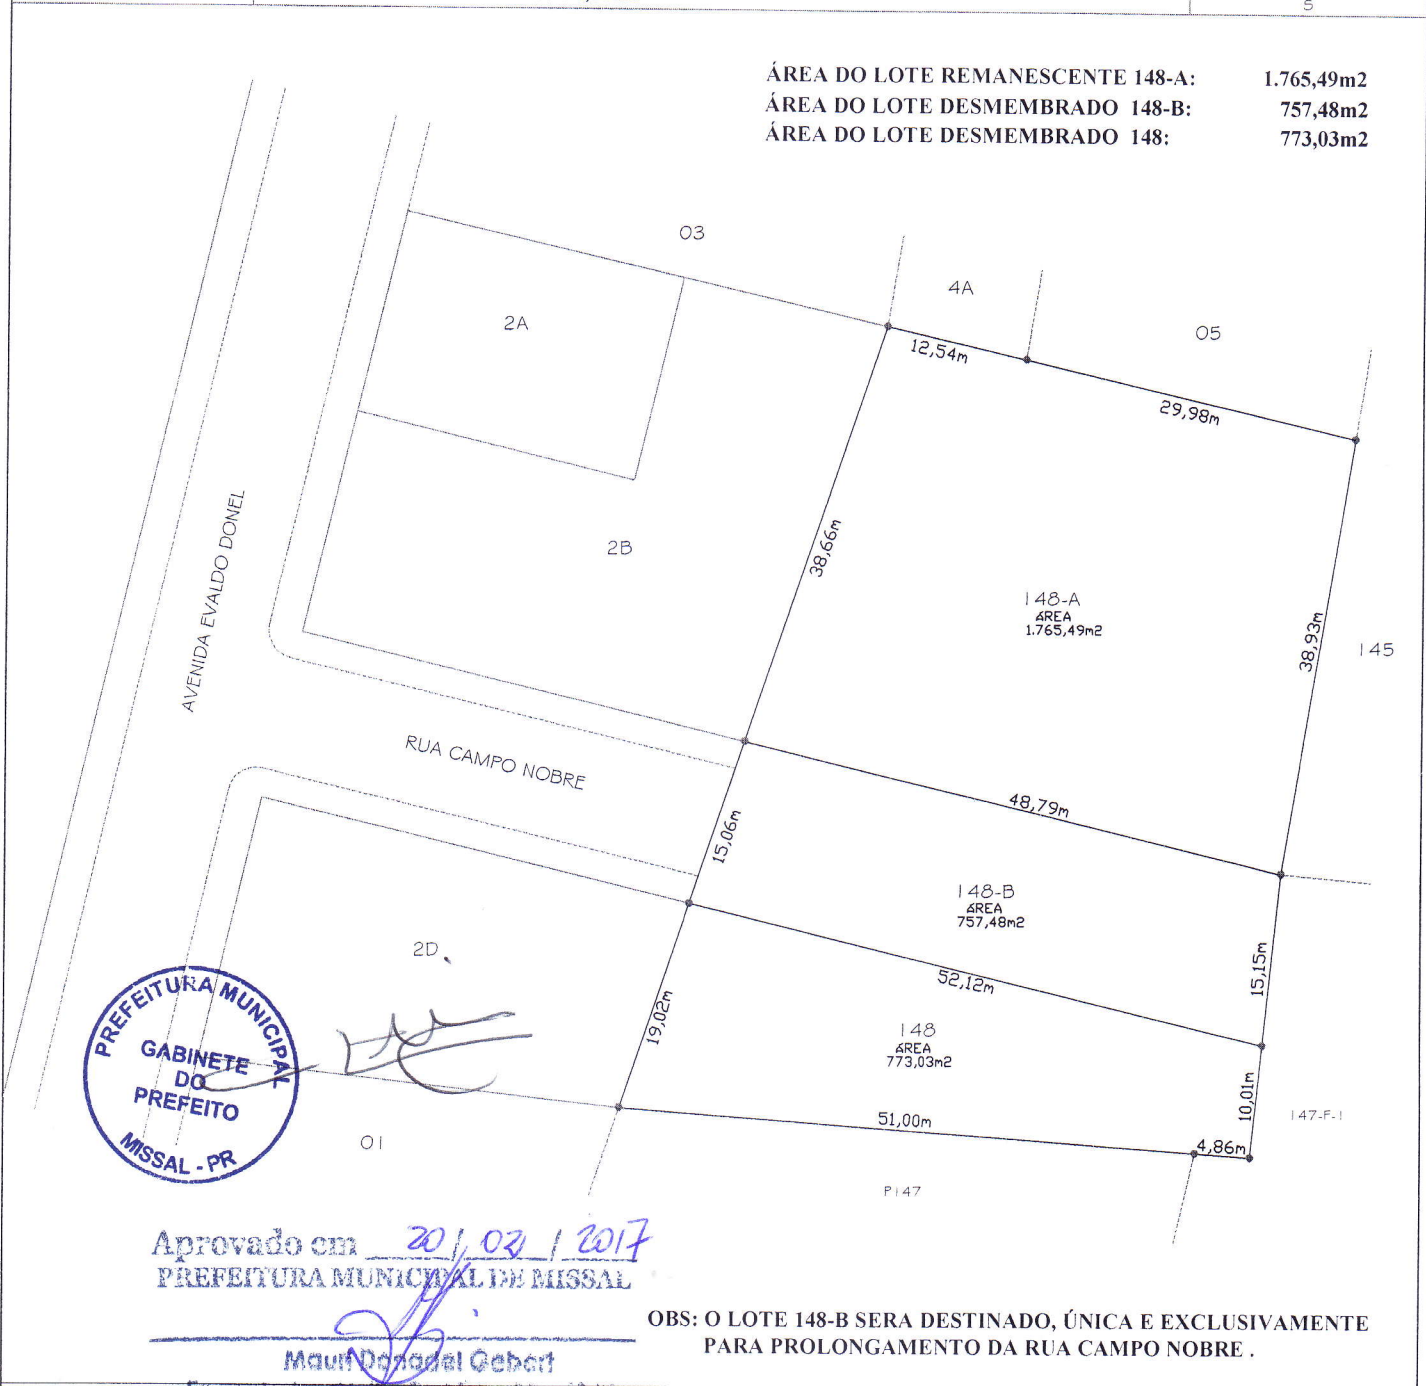 5
ÁREA DO LOTE REMANESCENTE 148-A: 1.765,49m2
ÁREA DO LOTE DESMEMBRADO 148-B: 757,48m2
ÁREA DO LOTE DESMEMBRADO 148: 773,03m2
03
4A
05
2A
12,54m
29,98m
2B
38,66m
148-A
ÁREA
1.765,49m2
38,93m
145
AVENIDA EVALDO DONEL
RUA CAMPO NOBRE
48,79m
15,06m
148-B
ÁREA
757,48m2
2D
52,12m
15,15m
19,02m
148
ÁREA
773,03m2
10,01m
147-F-1
51,00m
4,86m
P147
01
PREFEITURA MUNICIPAL
GABINETE
DO
PREFEITO
MISSAL - PR
Aprovado em 20 / 02 / 2017
PREFEITURA MUNICIPAL DE MISSAL
OBS: O LOTE 148-B SERA DESTINADO, ÚNICA E EXCLUSIVAMENTE
PARA PROLONGAMENTO DA RUA CAMPO NOBRE .